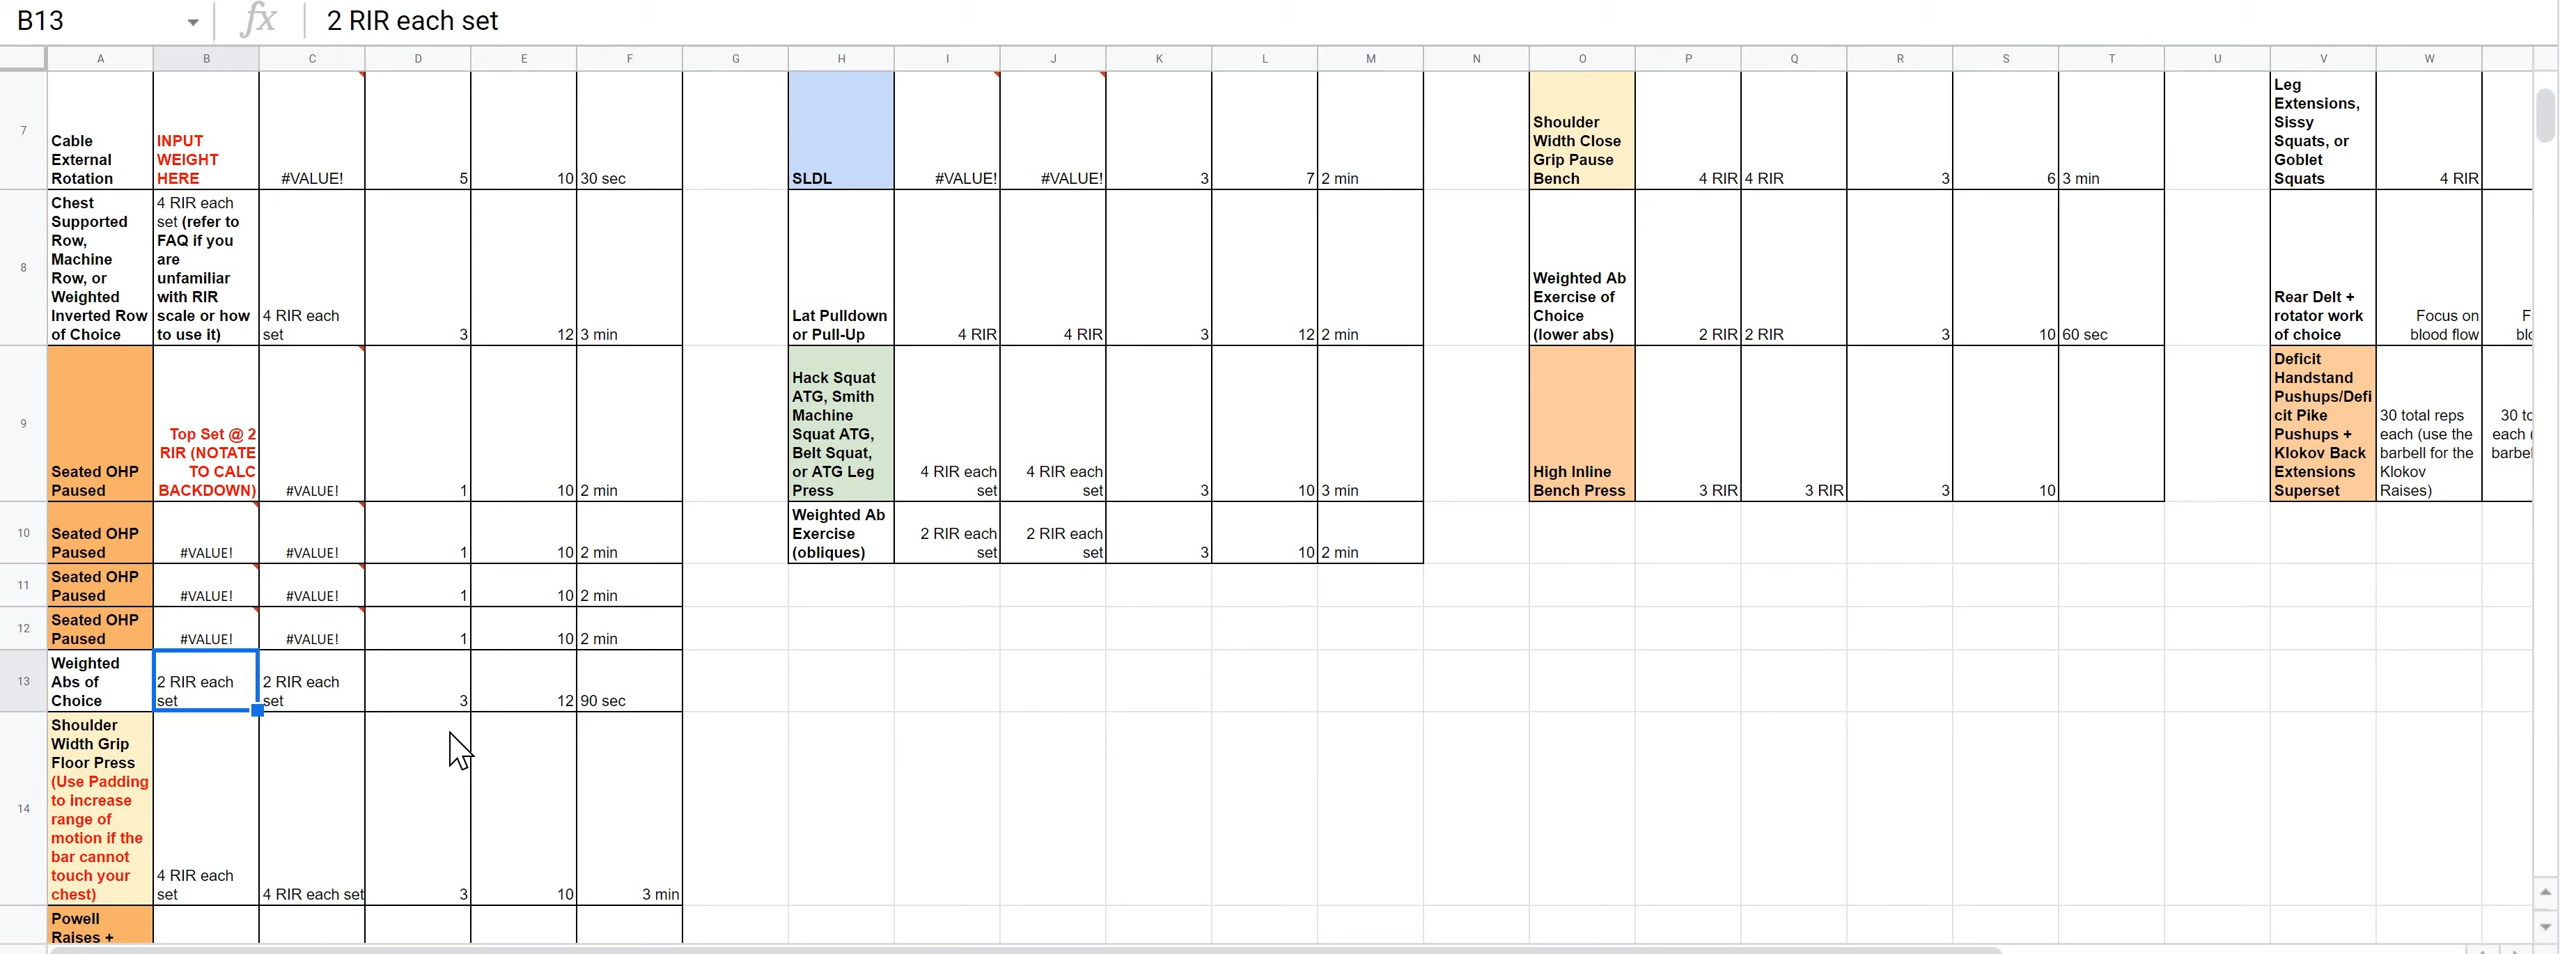 B13
fx
2 RIR each set
A B C D E F G H I J K L M N O P Q R S T U V W
7
Cable
External
Rotation
INPUT
WEIGHT
HERE
#VALUE!
5
10
30 sec
SLDL
#VALUE!
#VALUE!
3
7
2 min
Shoulder
Width Close
Grip Pause
Bench
4 RIR
4 RIR
3
6
3 min
Leg
Extensions,
Sissy
Squats, or
Goblet
Squats
4 RIR
8
Chest
Supported
Row,
Machine
Row, or
Weighted
Inverted Row
of Choice
4 RIR each
set (refer to
FAQ if you
are
unfamiliar
with RIR
scale or how
to use it)
4 RIR each
set
3
12
3 min
Lat Pulldown
or Pull-Up
4 RIR
4 RIR
3
12
2 min
Weighted Ab
Exercise of
Choice
(lower abs)
2 RIR
2 RIR
3
10
60 sec
Rear Delt +
rotator work
of choice
Focus on
blood flow
F
blo
9
Seated OHP
Paused
Top Set @ 2
RIR (NOTATE
TO CALC
BACKDOWN)
#VALUE!
1
10
2 min
Hack Squat
ATG, Smith
Machine
Squat ATG,
Belt Squat,
or ATG Leg
Press
4 RIR each
set
4 RIR each
set
3
10
3 min
High Inline
Bench Press
3 RIR
3 RIR
3
10
Deficit
Handstand
Pushups/Defi
cit Pike
Pushups +
Klokov Back
Extensions
Superset
30 total reps
each (use the
barbell for the
Klokov
Raises)
30 to
each (
barbel
10
Seated OHP
Paused
#VALUE!
#VALUE!
1
10
2 min
Weighted Ab
Exercise
(obliques)
2 RIR each
set
2 RIR each
set
3
10
2 min
11
Seated OHP
Paused
#VALUE!
#VALUE!
1
10
2 min
12
Seated OHP
Paused
#VALUE!
#VALUE!
1
10
2 min
13
Weighted
Abs of
Choice
2 RIR each
set
2 RIR each
set
3
12
90 sec
14
Shoulder
Width Grip
Floor Press
(Use Padding
to increase
range of
motion if the
bar cannot
touch your
chest)
4 RIR each
set
4 RIR each set
3
10
3 min
Powell
Raises +